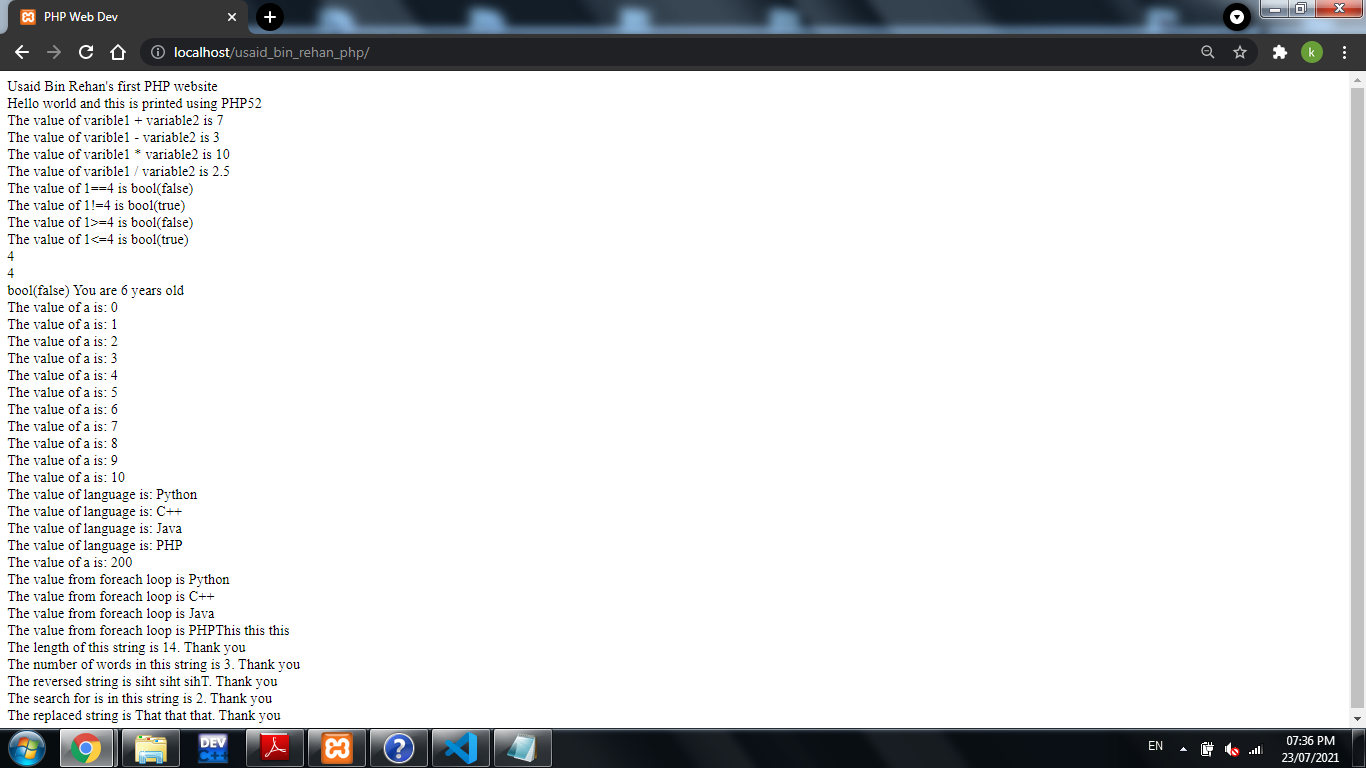 PHP Web Dev
localhost/usaid_bin_rehan_php/
k
Usaid Bin Rehan's first PHP website
Hello world and this is printed using PHP52
The value of varible1 + variable2 is 7
The value of varible1 - variable2 is 3
The value of varible1 * variable2 is 10
The value of varible1 / variable2 is 2.5
The value of 1==4 is bool(false)
The value of 1!=4 is bool(true)
The value of 1>=4 is bool(false)
The value of 1<=4 is bool(true)
4
4
bool(false) You are 6 years old
The value of a is: 0
The value of a is: 1
The value of a is: 2
The value of a is: 3
The value of a is: 4
The value of a is: 5
The value of a is: 6
The value of a is: 7
The value of a is: 8
The value of a is: 9
The value of a is: 10
The value of language is: Python
The value of language is: C++
The value of language is: Java
The value of language is: PHP
The value of a is: 200
The value from foreach loop is Python
The value from foreach loop is C++
The value from foreach loop is Java
The value from foreach loop is PHPThis this this
The length of this string is 14. Thank you
The number of words in this string is 3. Thank you
The reversed string is siht siht sihT. Thank you
The search for is in this string is 2. Thank you
The replaced string is That that that. Thank you
DEV
C++
?
EN
07:36 PM
23/07/2021